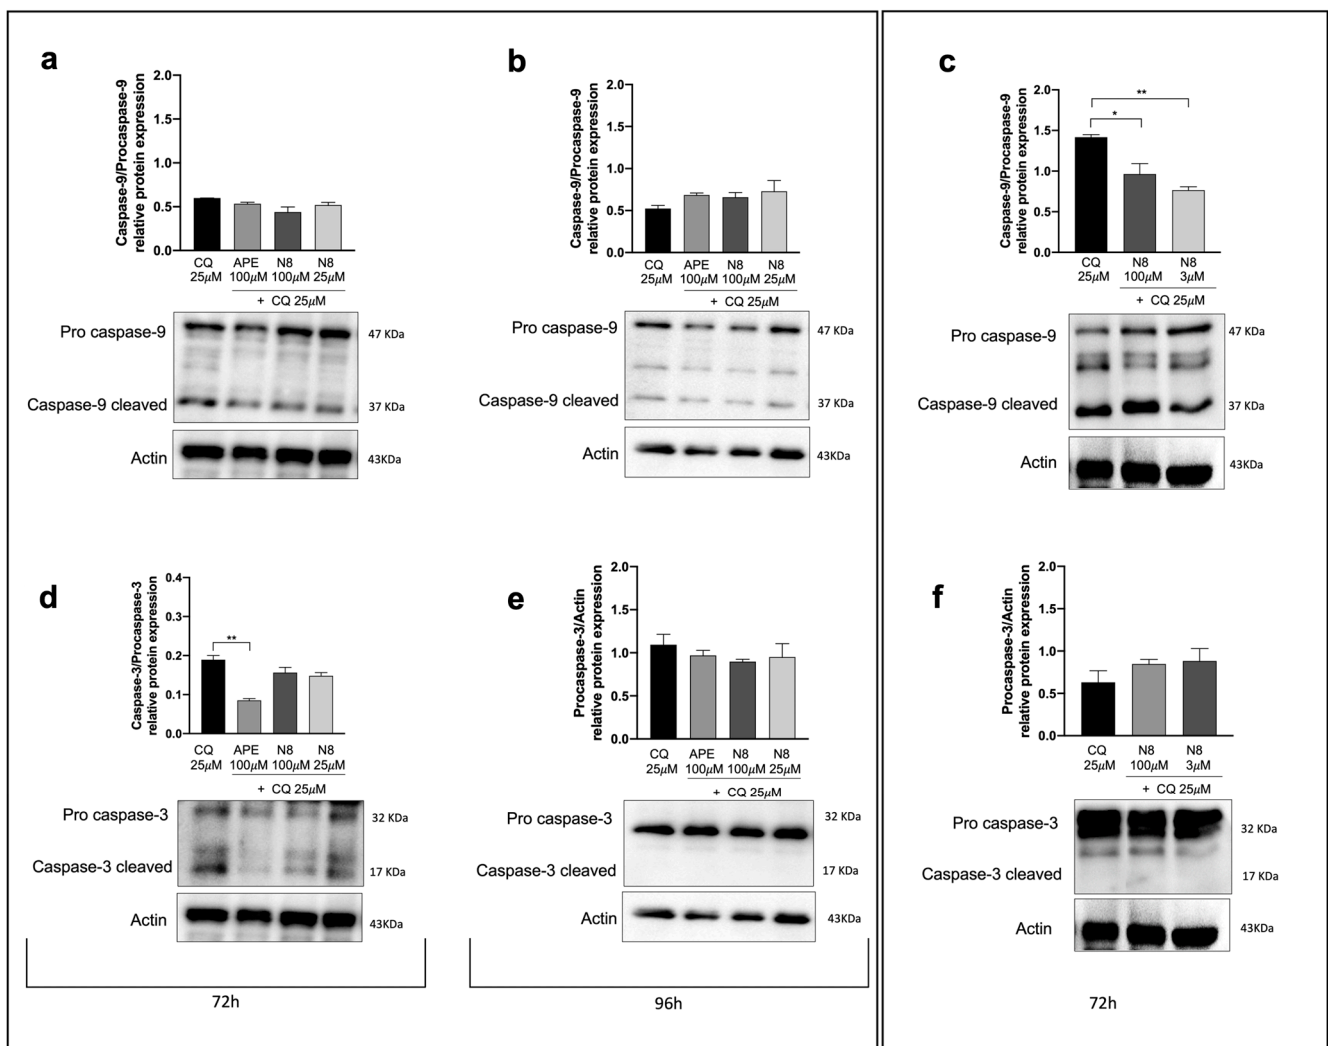 a
Caspase-9/Procaspase-9
relative protein expression
2.0
1.5
1.0
0.5
0.0
CQ APE N8 N8
25µM 100µM 100µM 25µM
+ CQ 25µM
Pro caspase-9 47 KDa
Caspase-9 cleaved 37 KDa
Actin 43KDa
b
Caspase-9/Procaspase-9
relative protein expression
2.0
1.5
1.0
0.5
0.0
CQ APE N8 N8
25µM 100µM 100µM 25µM
+ CQ 25µM
Pro caspase-9 47 KDa
Caspase-9 cleaved 37 KDa
Actin 43KDa
c
Caspase-9/Procaspase-9
relative protein expression
2.0
1.5
1.0
0.5
0.0
**
*
CQ N8 N8
25µM 100µM 3µM
+ CQ 25µM
Pro caspase-9 47 KDa
Caspase-9 cleaved 37 KDa
Actin 43KDa
d
Caspase-3/Procaspase-3
relative protein expression
0.4
0.3
0.2
0.1
0.0
**
CQ APE N8 N8
25µM 100µM 100µM 25µM
+ CQ 25µM
Pro caspase-3 32 KDa
Caspase-3 cleaved 17 KDa
Actin 43KDa
72h
e
Procaspase-3/Actin
relative protein expression
2.0
1.5
1.0
0.5
0.0
CQ APE N8 N8
25µM 100µM 100µM 25µM
+ CQ 25µM
Pro caspase-3 32 KDa
Caspase-3 cleaved 17 KDa
Actin 43KDa
96h
f
Procaspase-3/Actin
relative protein expression
2.0
1.5
1.0
0.5
0.0
CQ N8 N8
25µM 100µM 3µM
+ CQ 25µM
Pro caspase-3 32 KDa
Caspase-3 cleaved 17 KDa
Actin 43KDa
72h